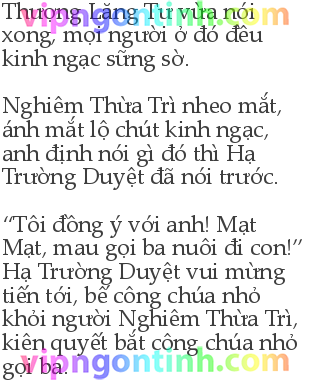 Thượng Lăng Tư vừa nói
xong, mọi người ở đó đều
kinh ngạc sững sờ.
Nghiêm Thừa Trì nheo mắt,
ánh mắt lộ chút kinh ngạc,
anh định nói gì đó thì Hạ
Trường Duyệt đã nói trước.
“Tôi đồng ý với anh! Mạt
Mạt, mau gọi ba nuôi đi con!”
Hạ Trường Duyệt vui mừng
tiến tới, bế công chúa nhỏ
khỏi người Nghiêm Thừa Trì,
kiên quyết bắt công chúa nhỏ
gọi ba.
vipngontinh.com
vipngontinh.com